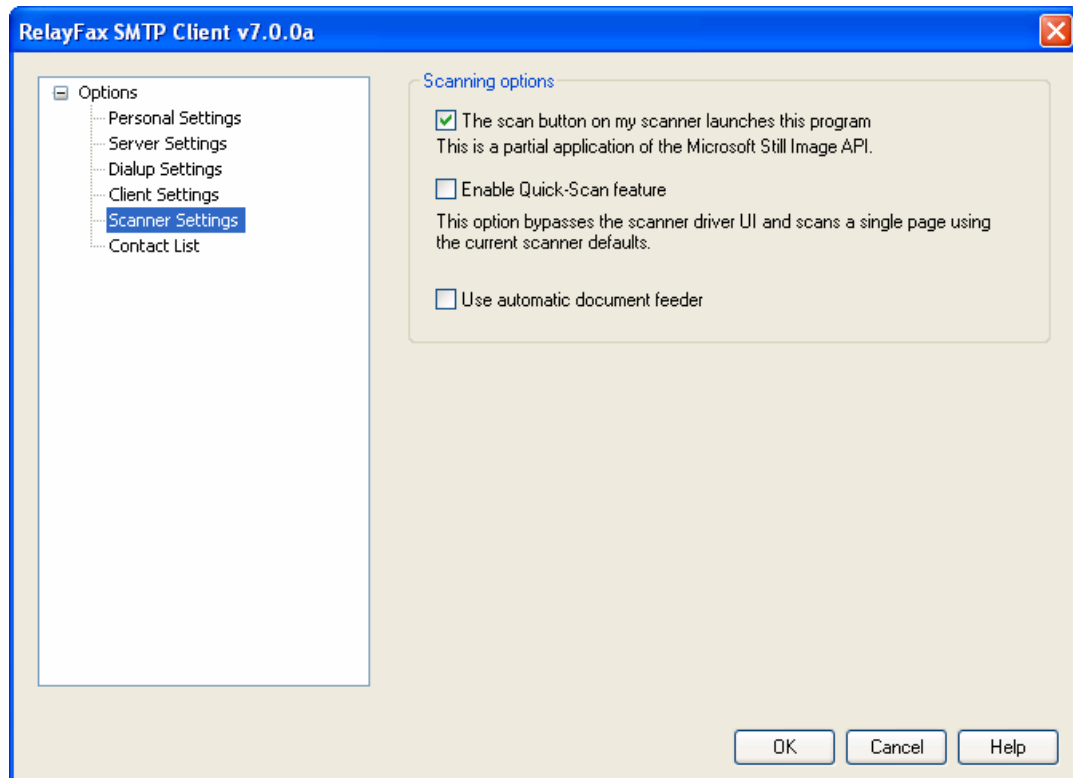 RelayFax SMTP Client v7.0.0a
Options
Personal Settings
Server Settings
Dialup Settings
Client Settings
Scanner Settings
Contact List
Scanning options
The scan button on my scanner launches this program
This is a partial application of the Microsoft Still Image API.
Enable Quick-Scan feature
This option bypasses the scanner driver UI and scans a single page using
the current scanner defaults.
Use automatic document feeder
OK
Cancel
Help